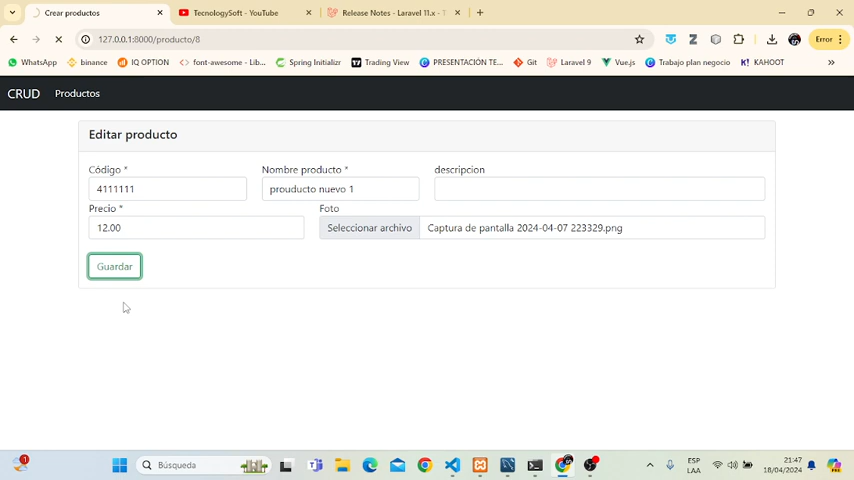 Crear productos
TecnologySoft - YouTube
Release Notes - Laravel 11.x - T
127.0.0.1:8000/producto/8
Error
WhatsApp
binance
IQ OPTION
font-awesome - Lib...
Spring Initializr
Trading View
PRESENTACIÓN TE...
Git
Laravel 9
Vue.js
Trabajo plan negocio
K! KAHOOT
CRUD Productos
Editar producto
Código * Nombre producto * descripcion
4111111 prouducto nuevo 1
Precio * Foto
12.00 Seleccionar archivo Captura de pantalla 2024-04-07 223329.png
Guardar
1
Búsqueda
ESP
LAA
21:47
18/04/2024